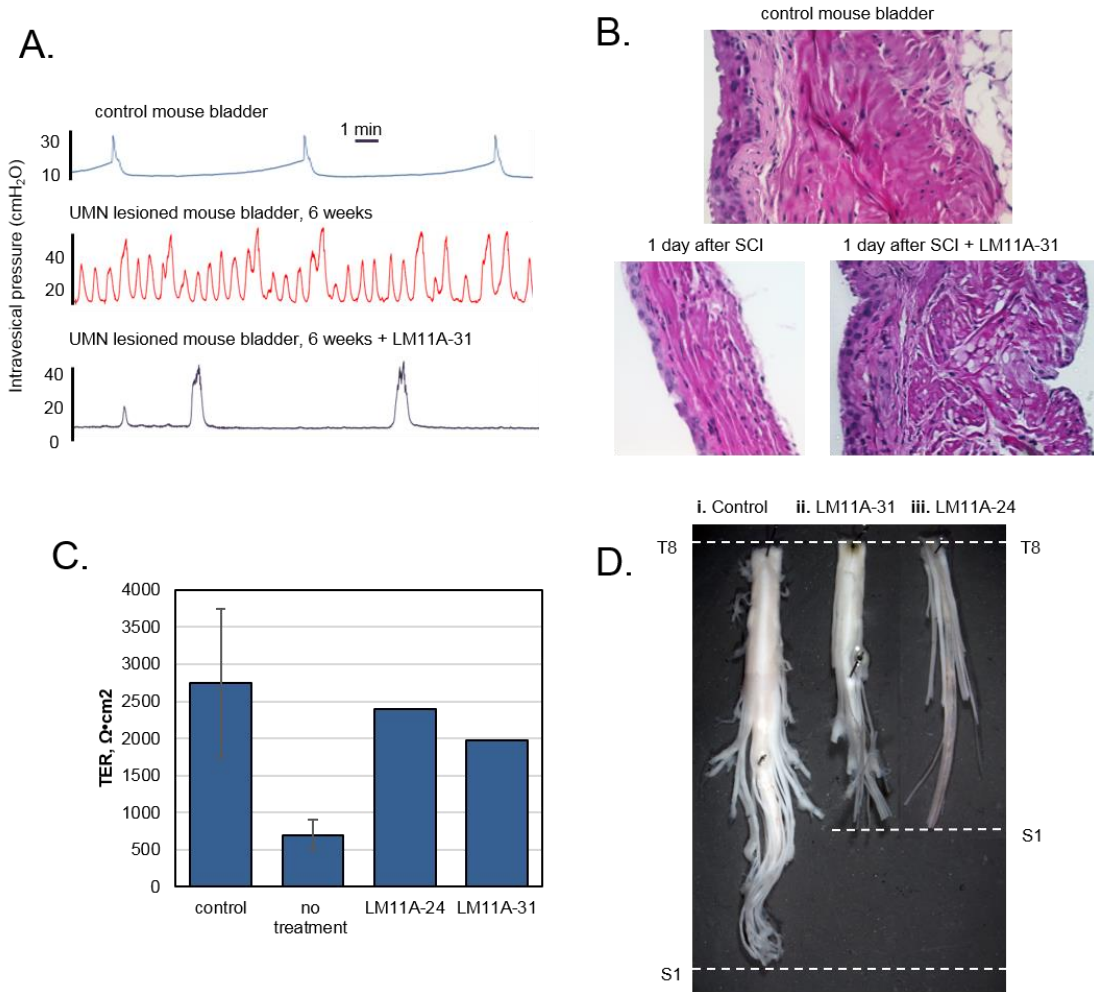 A.
control mouse bladder
1 min
30
10
UMN lesioned mouse bladder, 6 weeks
40
20
UMN lesioned mouse bladder, 6 weeks + LM11A-31
40
20
0
Intravesical pressure (cmH₂O)
B.
control mouse bladder
1 day after SCI
1 day after SCI + LM11A-31
C.
4000
3500
3000
2500
2000
1500
1000
500
0
TER, Ω•cm2
control
no treatment
LM11A-24
LM11A-31
D.
i. Control
ii. LM11A-31
iii. LM11A-24
T8
T8
S1
S1